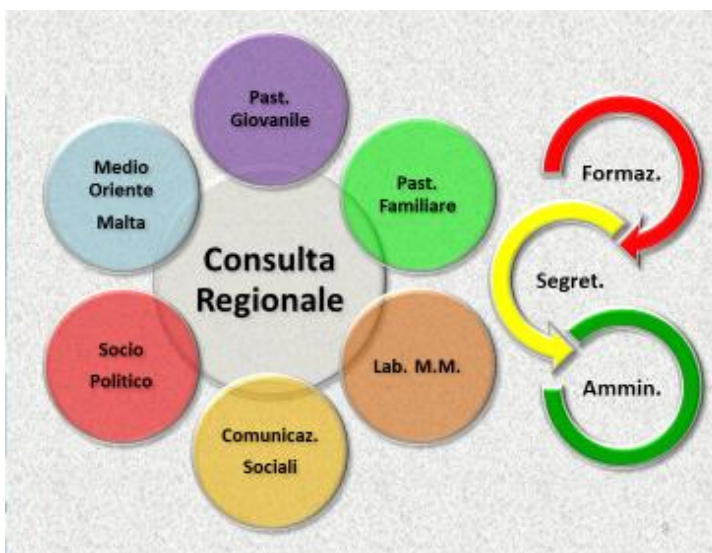 Past.
Giovanile
Medio
Oriente
Malta
Past.
Familiare
Consulta
Regionale
Socio
Politico
Lab. M.M.
Comunicaz.
Sociali
Formaz.
Segret.
Ammin.